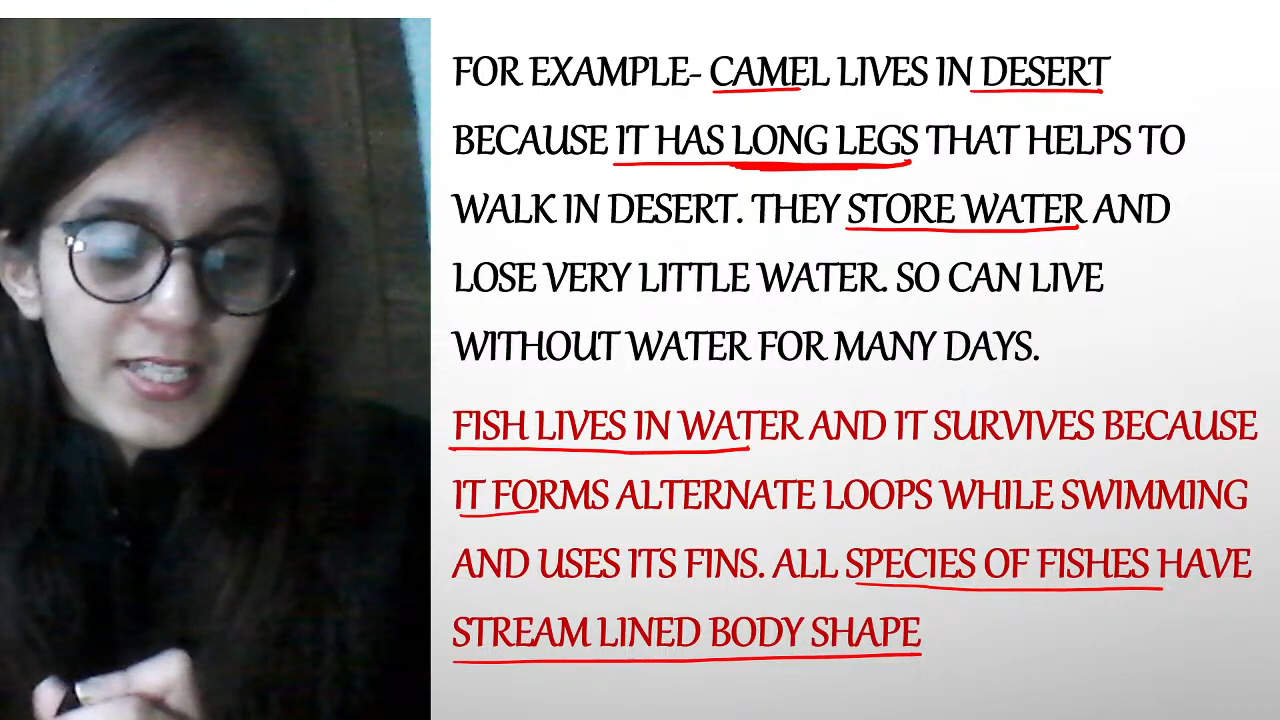 FOR EXAMPLE- CAMEL LIVES IN DESERT
BECAUSE IT HAS LONG LEGS THAT HELPS TO
WALK IN DESERT. THEY STORE WATER AND
LOSE VERY LITTLE WATER. SO CAN LIVE
WITHOUT WATER FOR MANY DAYS.
FISH LIVES IN WATER AND IT SURVIVES BECAUSE
IT FORMS ALTERNATE LOOPS WHILE SWIMMING
AND USES ITS FINS. ALL SPECIES OF FISHES HAVE
STREAM LINED BODY SHAPE